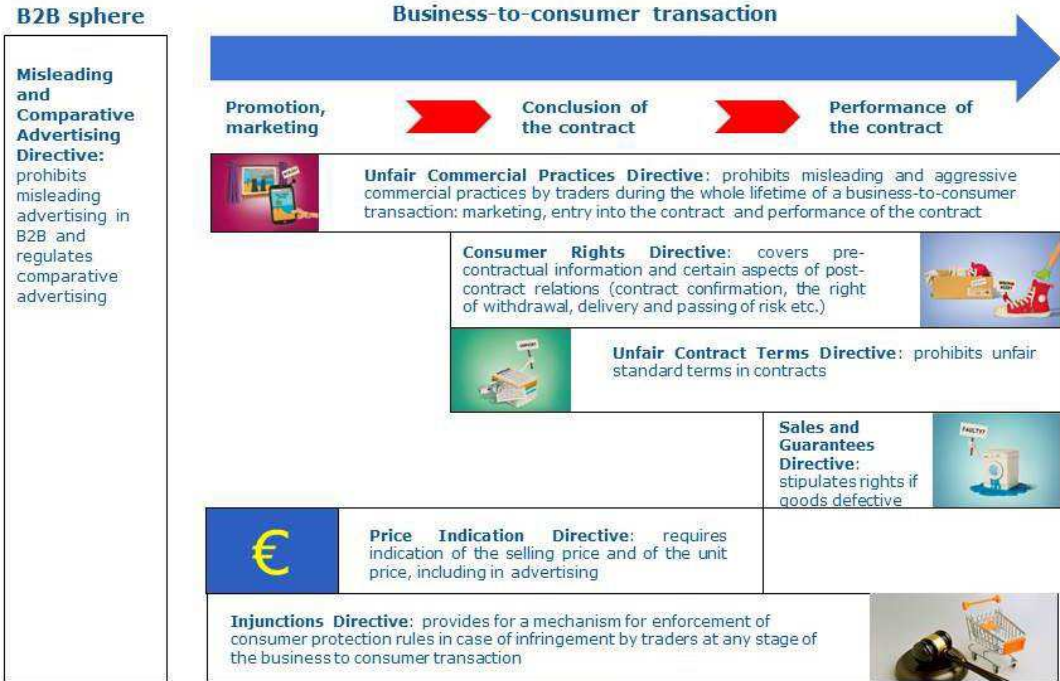 B2B sphere
Business-to-consumer transaction
Misleading
and
Comparative
Advertising
Directive:
prohibits
misleading
advertising in
B2B and
regulates
comparative
advertising
Promotion,
marketing
Conclusion of
the contract
Performance of
the contract
Unfair Commercial Practices Directive: prohibits misleading and aggressive
commercial practices by traders during the whole lifetime of a business-to-consumer
transaction: marketing, entry into the contract and performance of the contract
Consumer Rights Directive: covers pre-
contractual information and certain aspects of post-
contract relations (contract confirmation, the right
of withdrawal, delivery and passing of risk etc.)
Unfair Contract Terms Directive: prohibits unfair
standard terms in contracts
Sales and
Guarantees
Directive:
stipulates rights if
goods defective
FAULTY?
€
Price Indication Directive: requires
indication of the selling price and of the unit
price, including in advertising
Injunctions Directive: provides for a mechanism for enforcement of
consumer protection rules in case of infringement by traders at any stage of
the business to consumer transaction